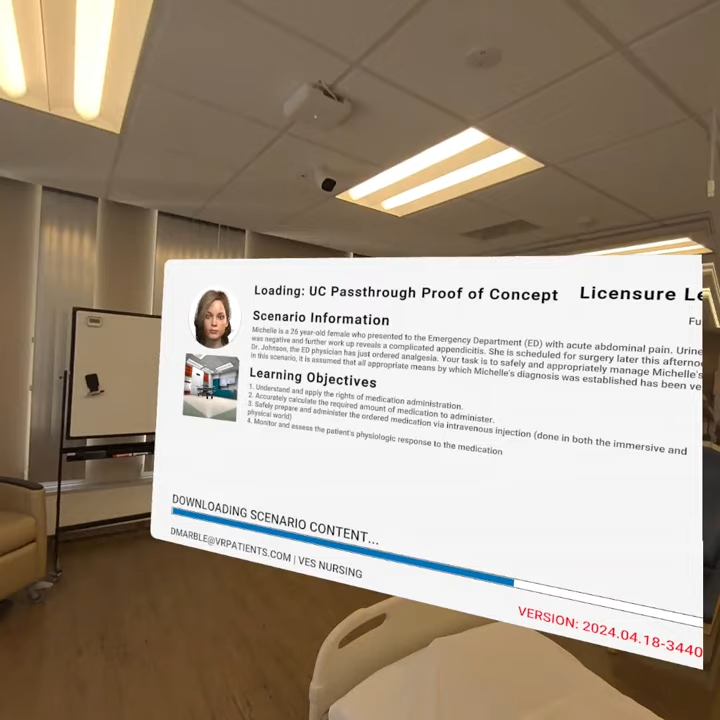 Loading: UC Passthrough Proof of Concept Licensure Le
Fu
Scenario Information
Michelle is a 26 year-old female who presented to the Emergency Department (ED) with acute abdominal pain. Urine
was negative and further work up reveals a complicated appendicitis. She is scheduled for surgery later this afterno
Dr. Johnson, the ED physician has just ordered analgesia. Your task is to safely and appropriately manage Michelle's
in this scenario, it is assumed that all appropriate means by which Michelle's diagnosis was established has been ve
Learning Objectives
1. Understand and apply the rights of medication administration.
2. Accurately calculate the required amount of medication to administer.
3. Safely prepare and administer the ordered medication via intravenous injection (done in both the immersive and
physical world)
4. Monitor and assess the patient's physiologic response to the medication
DOWNLOADING SCENARIO CONTENT...
DMARBLE@VRPATIENTS.COM | VES NURSING
VERSION: 2024.04.18-3440